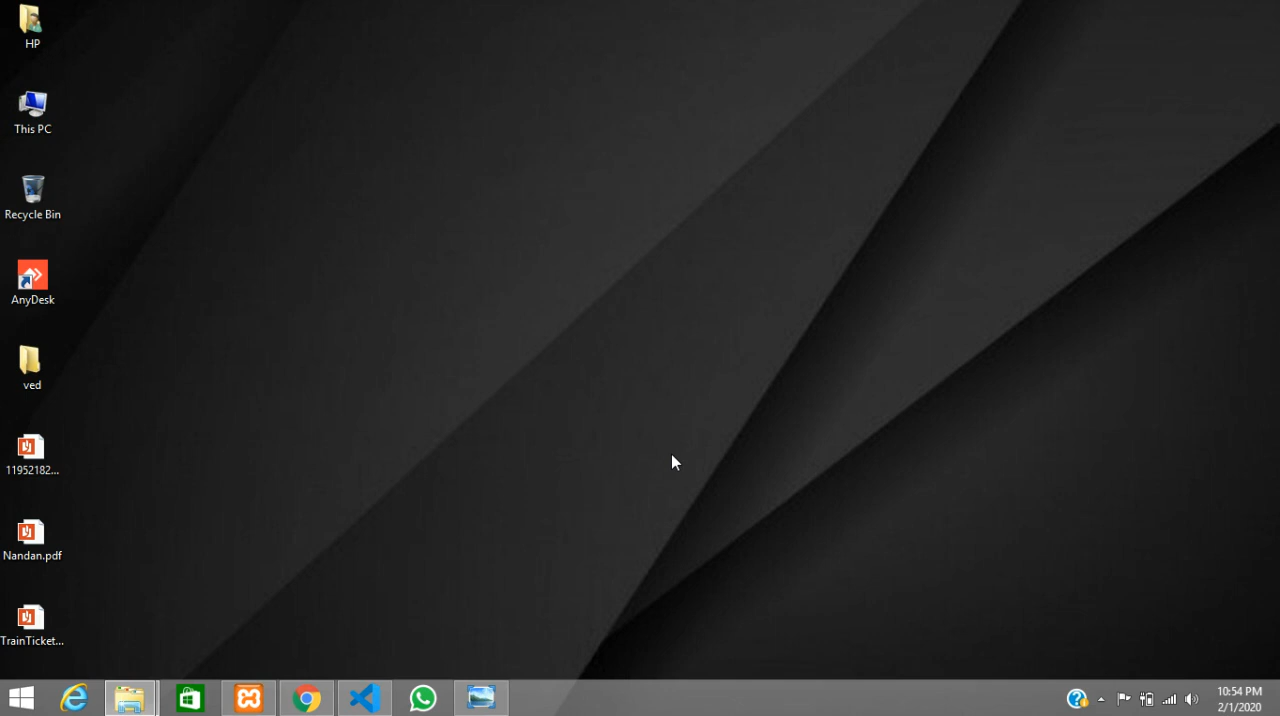 HP
This PC
Recycle Bin
AnyDesk
ved
11952182...
Nandan.pdf
TrainTicket...
10:54 PM
2/1/2020